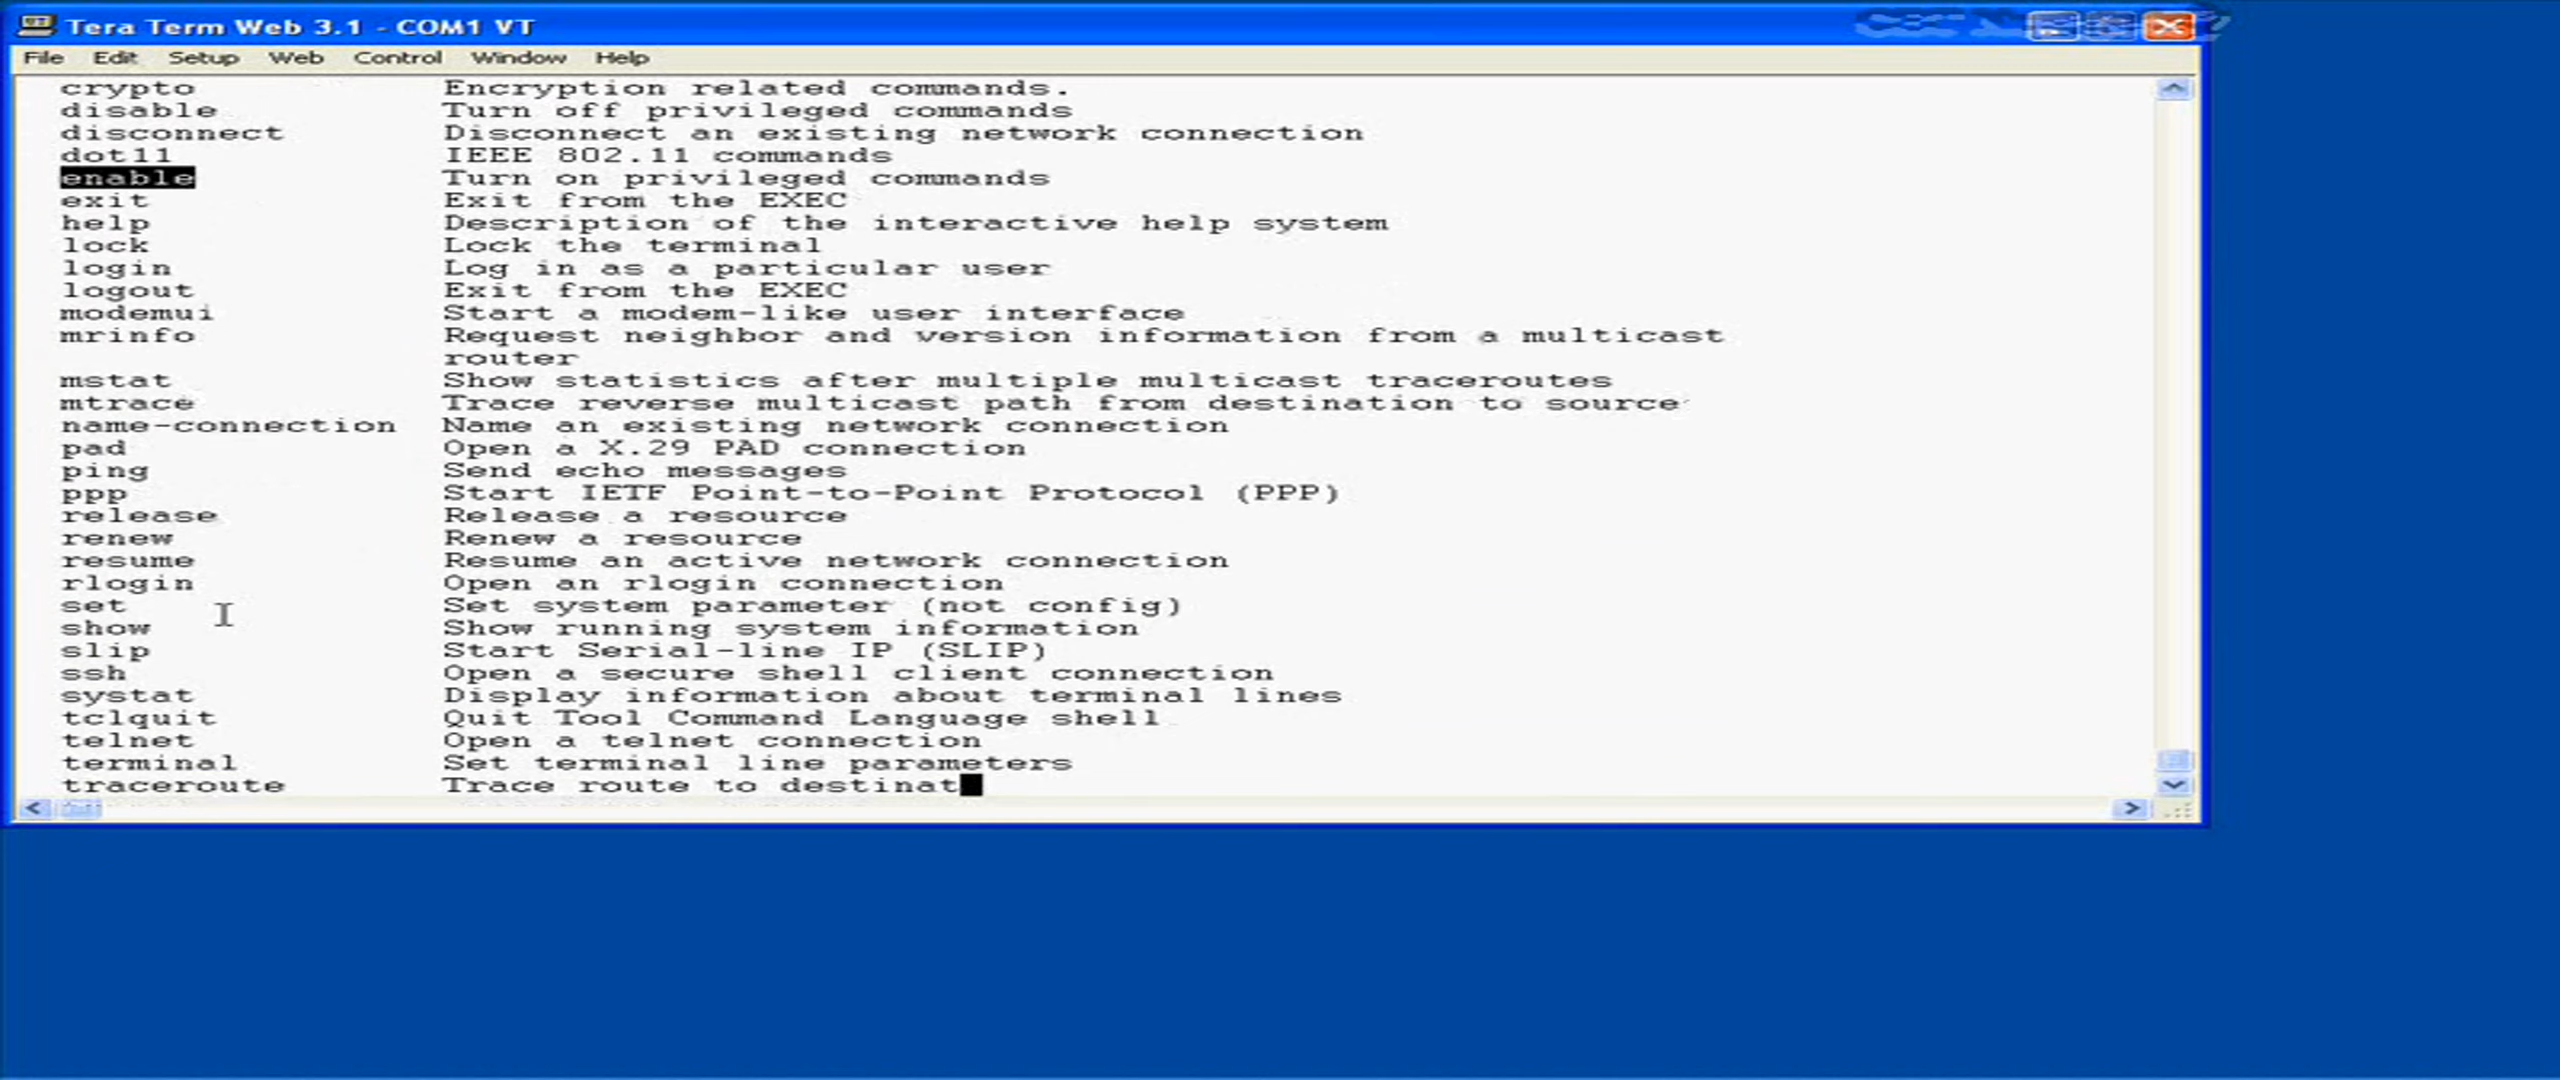 Tera Term Web 3.1 - COM1 VT
File Edit Setup Web Control Window Help
crypto Encryption related commands.
disable Turn off privileged commands
disconnect Disconnect an existing network connection
dot11 IEEE 802.11 commands
enable Turn on privileged commands
exit Exit from the EXEC
help Description of the interactive help system
lock Lock the terminal
login Log in as a particular user
logout Exit from the EXEC
modemui Start a modem-like user interface
mrinfo Request neighbor and version information from a multicast
router
mstat Show statistics after multiple multicast traceroutes
mtrace Trace reverse multicast path from destination to source
name-connection Name an existing network connection
pad Open a X.29 PAD connection
ping Send echo messages
ppp Start IETF Point-to-Point Protocol (PPP)
release Release a resource
renew Renew a resource
resume Resume an active network connection
rlogin Open an rlogin connection
set Set system parameter (not config)
show Show running system information
slip Start Serial-line IP (SLIP)
ssh Open a secure shell client connection
systat Display information about terminal lines
tclquit Quit Tool Command Language shell
telnet Open a telnet connection
terminal Set terminal line parameters
traceroute Trace route to destinat